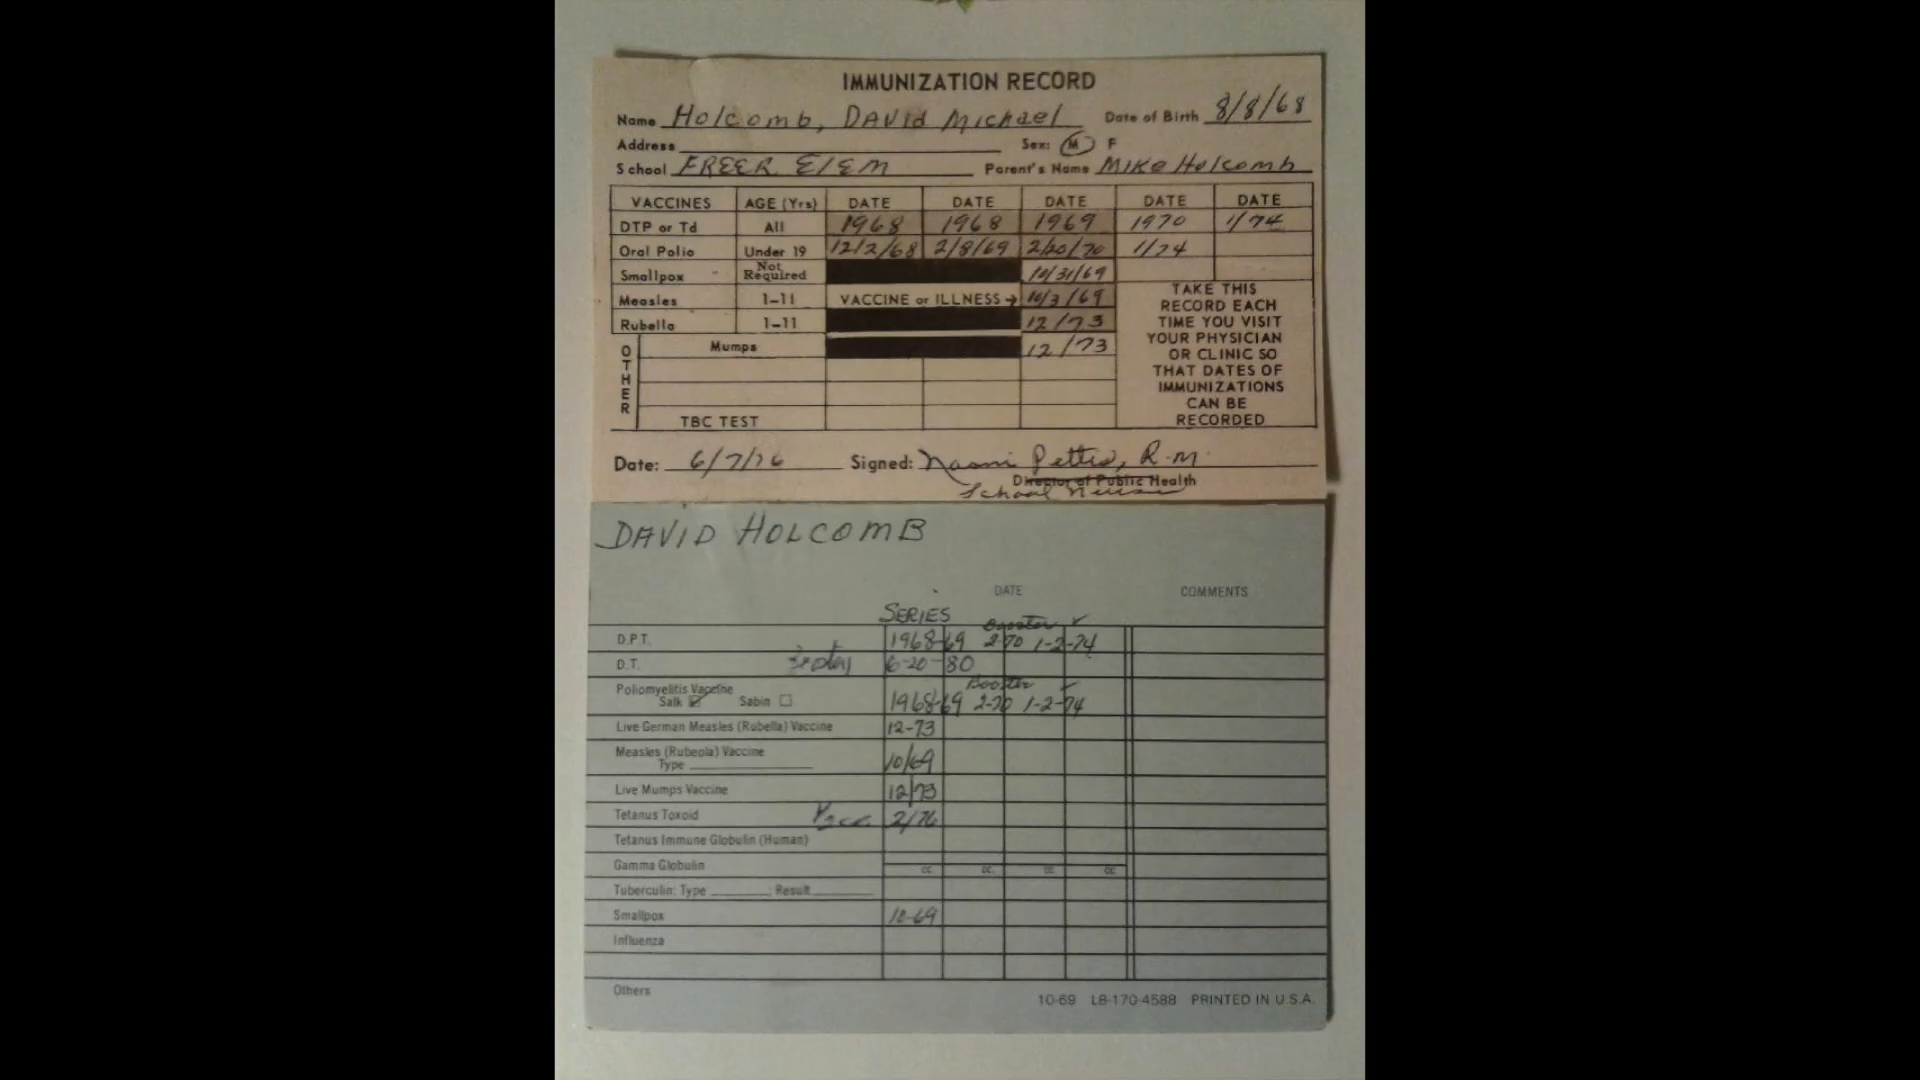 IMMUNIZATION RECORD
Name Holcomb, David Michael Date of Birth 8/8/68
Address Sex: M F
School FREER ELEM Parent's Name Mike Holcomb
VACCINES AGE (Yrs) DATE DATE DATE DATE DATE
DTP or Td All 1968 1968 1969 1970 1/74
Oral Polio Under 19 12/2/68 2/8/69 2/20/70 1/74
Smallpox Not Required 10/31/69
Measles 1-11 VACCINE or ILLNESS → 10/3/69
Rubella 1-11 12/73
OTHER Mumps 12/73
TBC TEST
TAKE THIS
RECORD EACH
TIME YOU VISIT
YOUR PHYSICIAN
OR CLINIC SO
THAT DATES OF
IMMUNIZATIONS
CAN BE
RECORDED
Date: 6/7/76 Signed: Naomi Pettis, R.N.
Director of Public Health
School Nurse
DAVID HOLCOMB
DATE COMMENTS
SERIES Booster
D.P.T. 1968-69 2-70 1-2-74
D.T. 6-20-80
Booster
Poliomyelitis Vaccine
Salk Sabin 1968-69 2-70 1-2-74
Live German Measles (Rubella) Vaccine 12-73
Measles (Rubeola) Vaccine
Type 10/69
Live Mumps Vaccine 12/73
Tetanus Toxoid 2/76
Tetanus Immune Globulin (Human)
Gamma Globulin cc. cc. cc. cc.
Tuberculin: Type ; Result
Smallpox 10-69
Influenza
Others
10-69 L8-170-4588 PRINTED IN U.S.A.